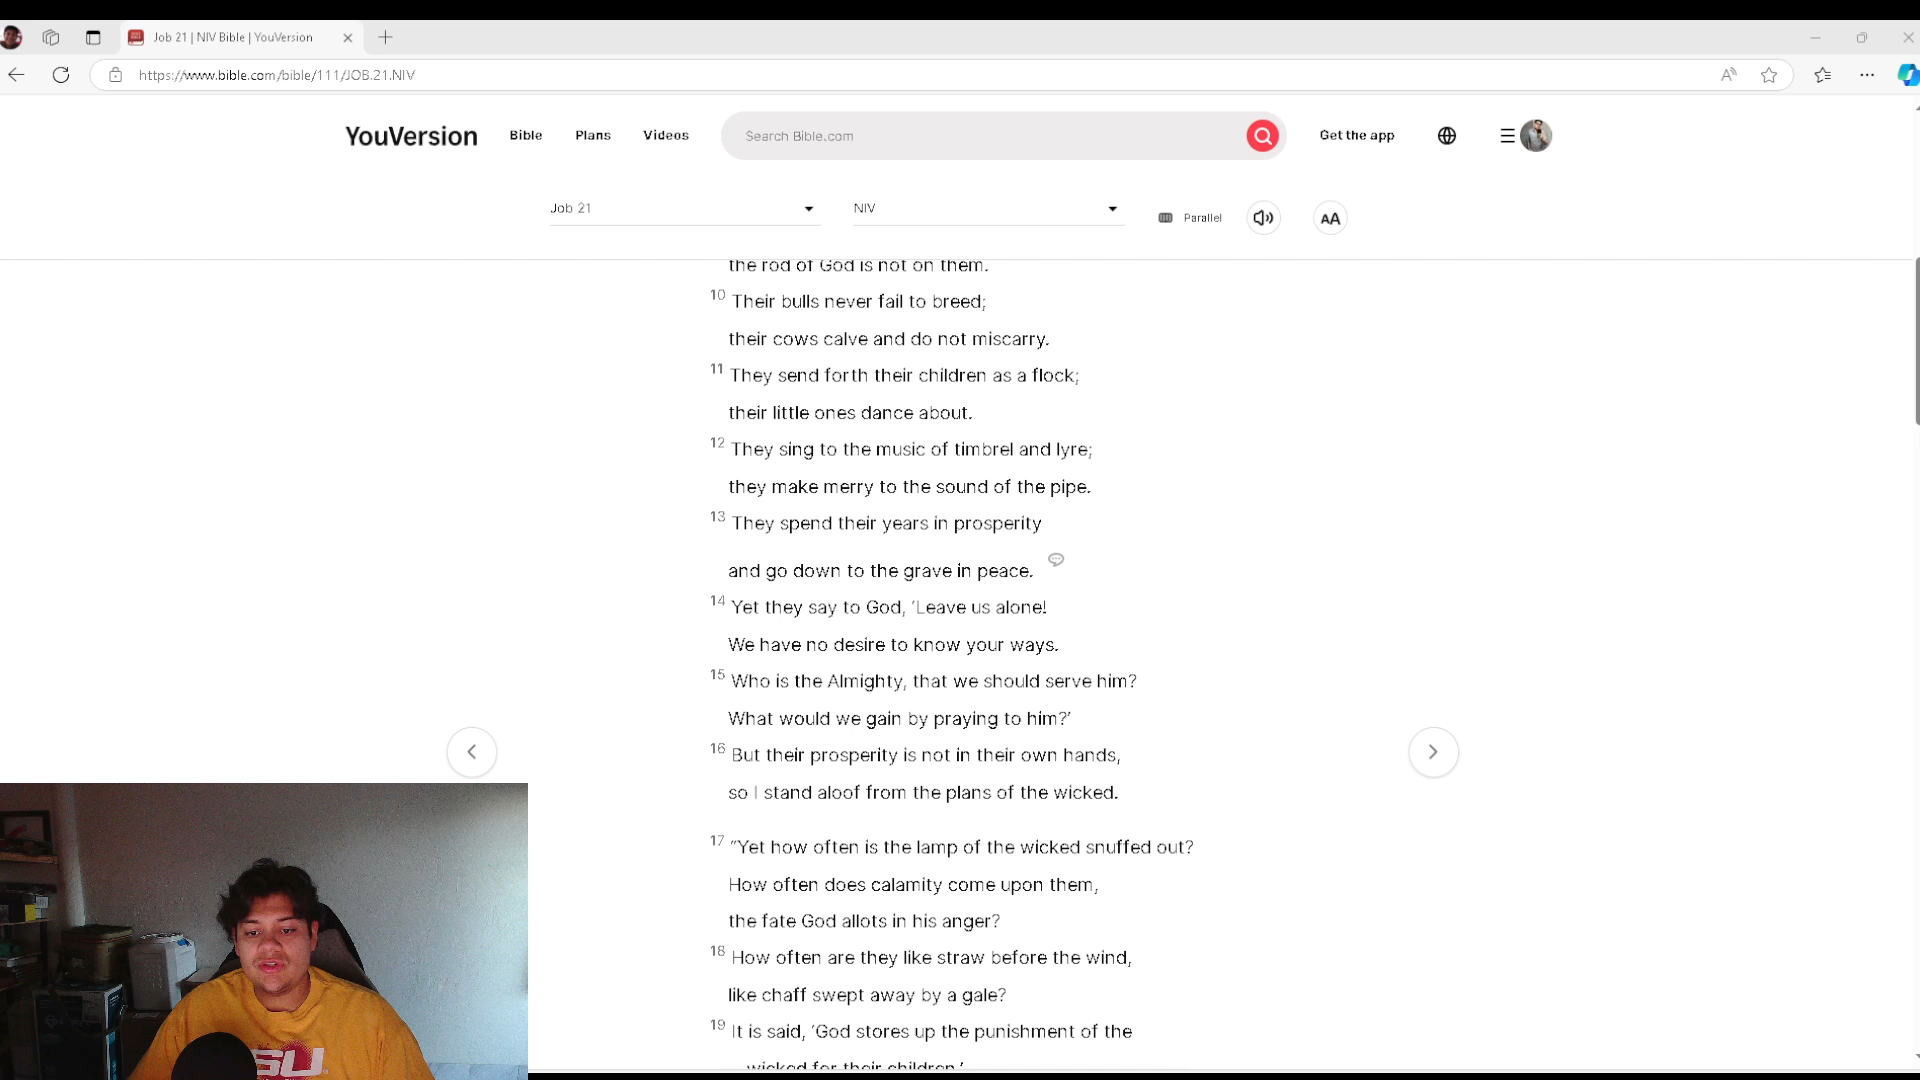 Job 21 | NIV Bible | YouVersion
https://www.bible.com/bible/111/JOB.21.NIV
YouVersion Bible Plans Videos Search Bible.com Get the app
Job 21 NIV Parallel AA
the rod of God is not on them.
10 Their bulls never fail to breed;
their cows calve and do not miscarry.
11 They send forth their children as a flock;
their little ones dance about.
12 They sing to the music of timbrel and lyre;
they make merry to the sound of the pipe.
13 They spend their years in prosperity
and go down to the grave in peace.
14 Yet they say to God, ‘Leave us alone!
We have no desire to know your ways.
15 Who is the Almighty, that we should serve him?
What would we gain by praying to him?’
16 But their prosperity is not in their own hands,
so I stand aloof from the plans of the wicked.
17 “Yet how often is the lamp of the wicked snuffed out?
How often does calamity come upon them,
the fate God allots in his anger?
18 How often are they like straw before the wind,
like chaff swept away by a gale?
19 It is said, ‘God stores up the punishment of the
wicked for their children.’
SU